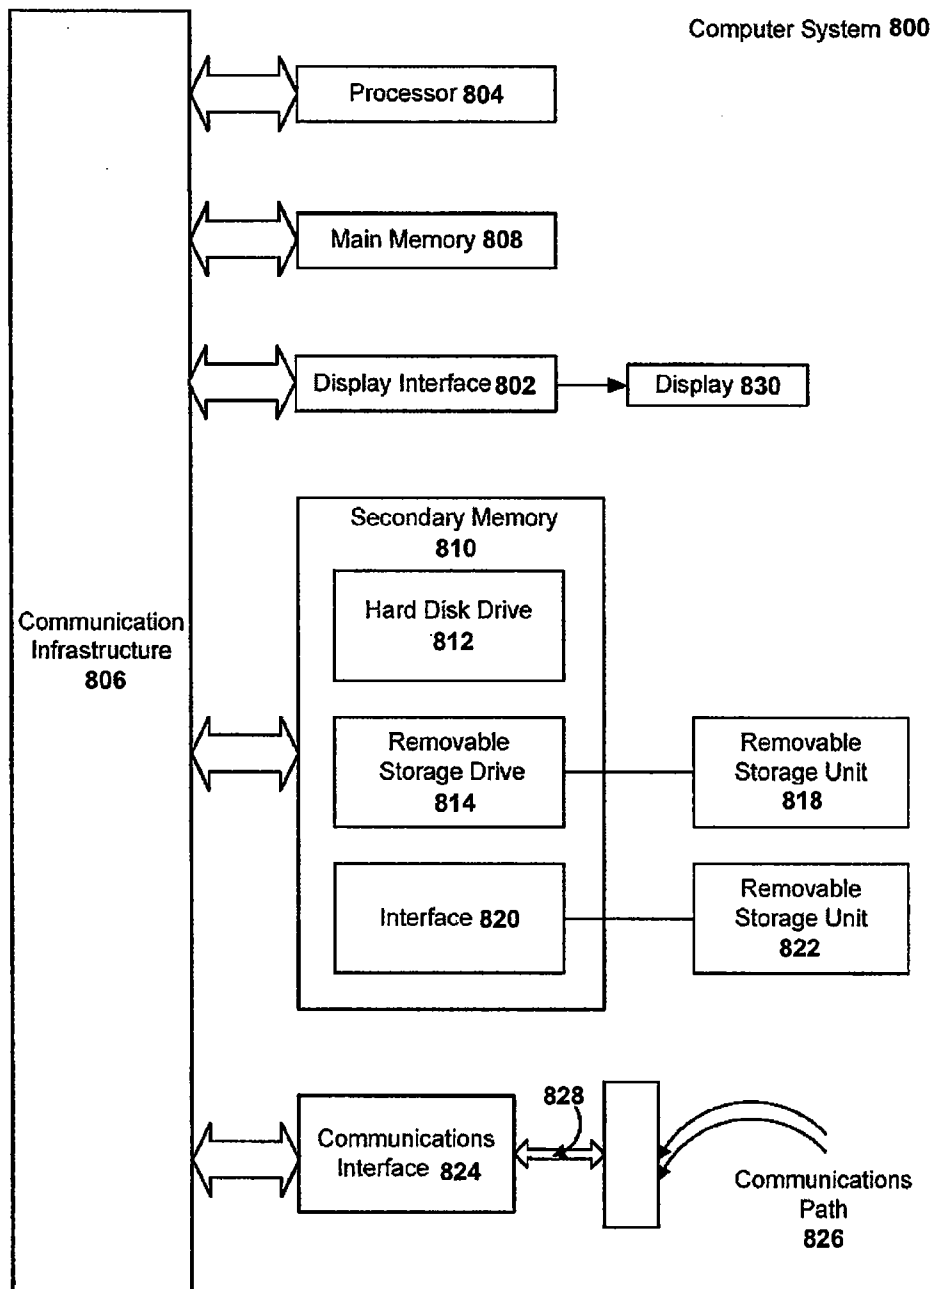 Computer System 800
Processor 804
Main Memory 808
Display Interface 802
Display 830
Secondary Memory
810
Hard Disk Drive
812
Communication
Infrastructure
806
Removable
Storage Drive
814
Removable
Storage Unit
818
Interface 820
Removable
Storage Unit
822
828
Communications
Interface 824
Communications
Path
826